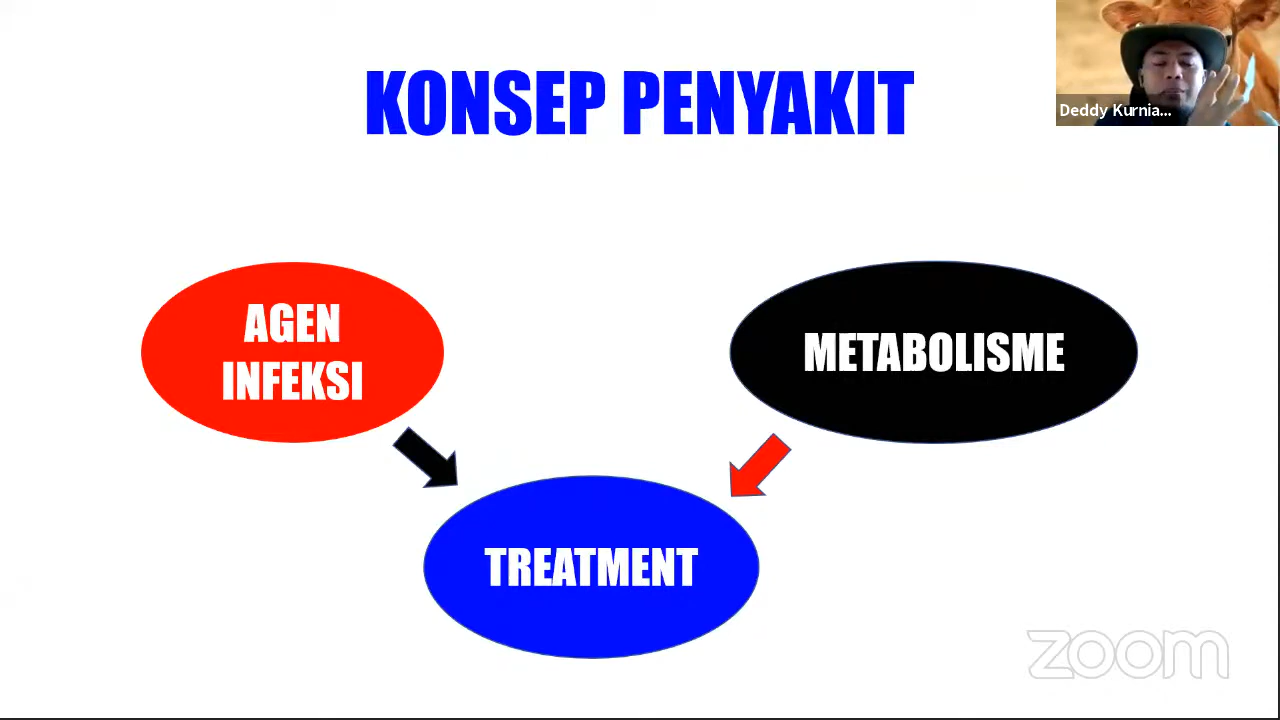 KONSEP PENYAKIT
Deddy Kurnia...
AGEN
INFEKSI
METABOLISME
TREATMENT
zoom